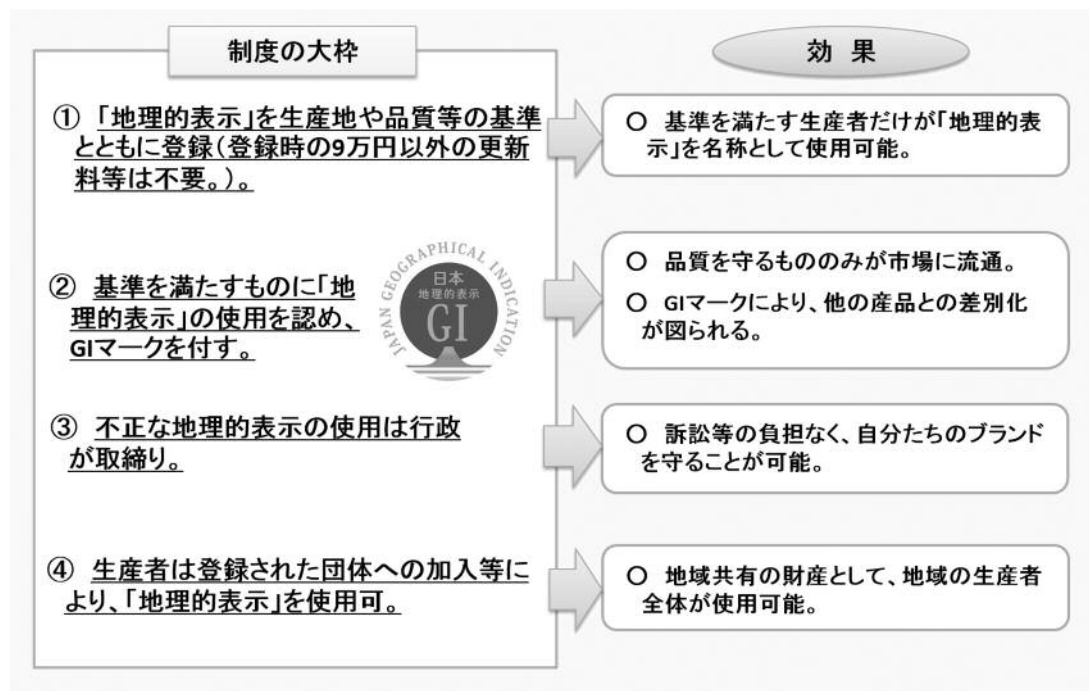 制度の大枠
効 果
① 「地理的表示」を生産地や品質等の基準
とともに登録(登録時の9万円以外の更新
料等は不要。)。
○ 基準を満たす生産者だけが「地理的表
示」を名称として使用可能。
② 基準を満たすものに「地
理的表示」の使用を認め、
GIマークを付す。
JAPAN GEOGRAPHICAL INDICATION
日本
地理的表示
GI
○ 品質を守るもののみが市場に流通。
○ GIマークにより、他の産品との差別化
が図られる。
③ 不正な地理的表示の使用は行政
が取締り。
○ 訴訟等の負担なく、自分たちのブランド
を守ることが可能。
④ 生産者は登録された団体への加入等に
より、「地理的表示」を使用可。
○ 地域共有の財産として、地域の生産者
全体が使用可能。